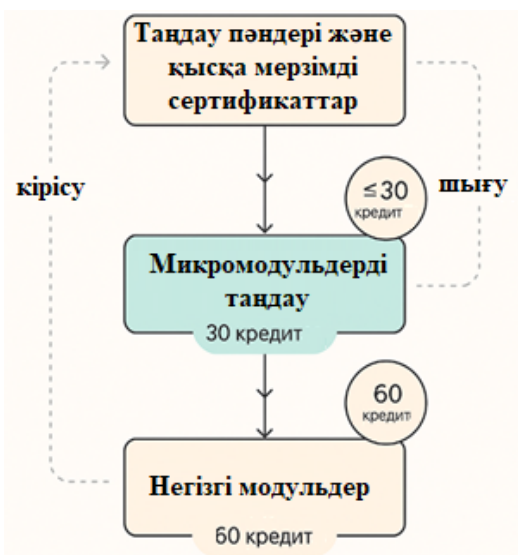 Таңдау пәндері және
қысқа мерзімді
сертификаттар
кірісу
≤30
кредит
шығу
Микромодульдерді
таңдау
30 кредит
60
кредит
Негізгі модульдер
60 кредит